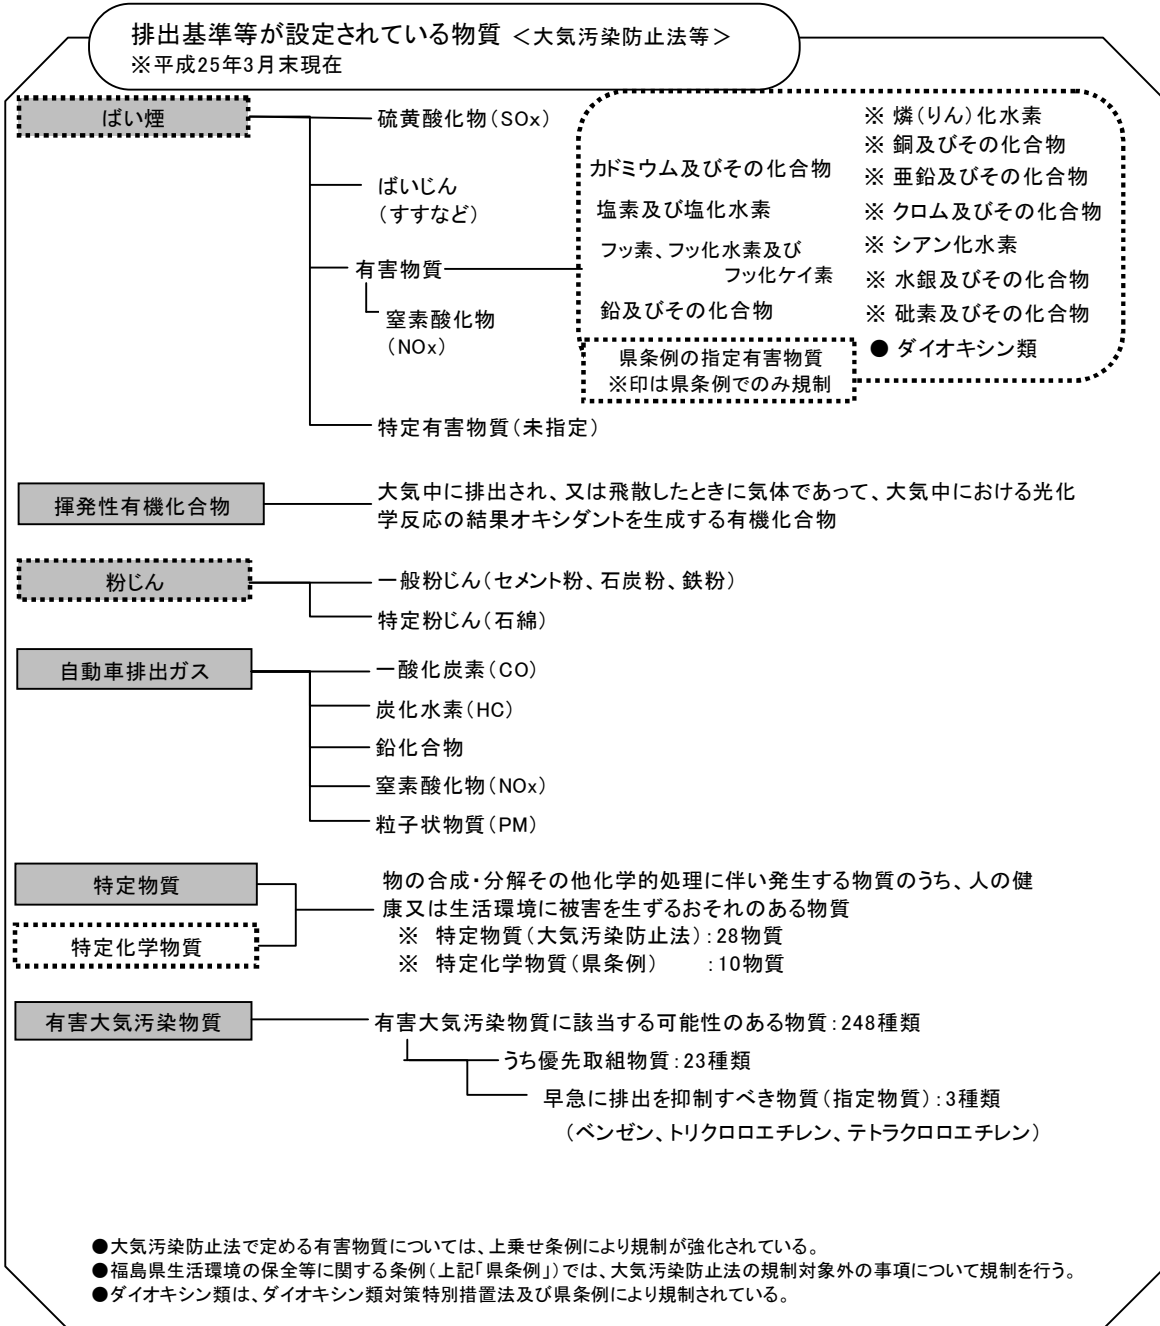 排出基準等が設定されている物質 <大気汚染防止法等>
※平成25年3月末現在
ばい煙
硫黄酸化物(SOx)
ばいじん
(すすなど)
有害物質
窒素酸化物
(NOx)
特定有害物質(未指定)
カドミウム及びその化合物
塩素及び塩化水素
フッ素、フッ化水素及び
フッ化ケイ素
鉛及びその化合物
※ 燐(りん)化水素
※ 銅及びその化合物
※ 亜鉛及びその化合物
※ クロム及びその化合物
※ シアン化水素
※ 水銀及びその化合物
※ 砒素及びその化合物
● ダイオキシン類
県条例の指定有害物質
※印は県条例でのみ規制
揮発性有機化合物
大気中に排出され、又は飛散したときに気体であって、大気中における光化
学反応の結果オキシダントを生成する有機化合物
粉じん
一般粉じん(セメント粉、石炭粉、鉄粉)
特定粉じん(石綿)
自動車排出ガス
一酸化炭素(CO)
炭化水素(HC)
鉛化合物
窒素酸化物(NOx)
粒子状物質(PM)
特定物質
特定化学物質
物の合成・分解その他化学的処理に伴い発生する物質のうち、人の健
康又は生活環境に被害を生ずるおそれのある物質
※ 特定物質(大気汚染防止法):28物質
※ 特定化学物質(県条例) :10物質
有害大気汚染物質
有害大気汚染物質に該当する可能性のある物質:248種類
うち優先取組物質:23種類
早急に排出を抑制すべき物質(指定物質):3種類
(ベンゼン、トリクロロエチレン、テトラクロロエチレン)
●大気汚染防止法で定める有害物質については、上乗せ条例により規制が強化されている。
●福島県生活環境の保全等に関する条例(上記「県条例」)では、大気汚染防止法の規制対象外の事項について規制を行う。
●ダイオキシン類は、ダイオキシン類対策特別措置法及び県条例により規制されている。